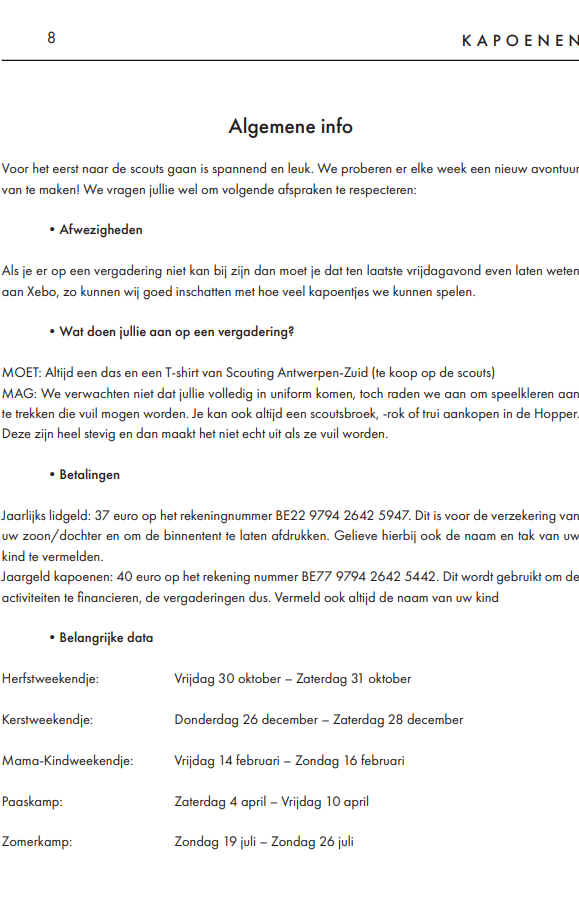 8
KAPOENEN
Algemene info
Voor het eerst naar de scouts gaan is spannend en leuk. We proberen er elke week een nieuw avontuur
van te maken! We vragen jullie wel om volgende afspraken te respecteren:
• Afwezigheden
Als je er op een vergadering niet kan bij zijn dan moet je dat ten laatste vrijdagavond even laten weten
aan Xebo, zo kunnen wij goed inschatten met hoe veel kapoentjes we kunnen spelen.
• Wat doen jullie aan op een vergadering?
MOET: Altijd een das en een T-shirt van Scouting Antwerpen-Zuid (te koop op de scouts)
MAG: We verwachten niet dat jullie volledig in uniform komen, toch raden we aan om speelkleren aan
te trekken die vuil mogen worden. Je kan ook altijd een scoutsbroek, -rok of trui aankopen in de Hopper.
Deze zijn heel stevig en dan maakt het niet echt uit als ze vuil worden.
• Betalingen
Jaarlijks lidgeld: 37 euro op het rekeningnummer BE22 9794 2642 5947. Dit is voor de verzekering van
uw zoon/dochter en om de binnentent te laten afdrukken. Gelieve hierbij ook de naam en tak van uw
kind te vermelden.
Jaargeld kapoenen: 40 euro op het rekening nummer BE77 9794 2642 5442. Dit wordt gebruikt om de
activiteiten te financieren, de vergaderingen dus. Vermeld ook altijd de naam van uw kind
• Belangrijke data
Herfstweekendje: Vrijdag 30 oktober – Zaterdag 31 oktober
Kerstweekendje: Donderdag 26 december – Zaterdag 28 december
Mama-Kindweekendje: Vrijdag 14 februari – Zondag 16 februari
Paaskamp: Zaterdag 4 april – Vrijdag 10 april
Zomerkamp: Zondag 19 juli – Zondag 26 juli